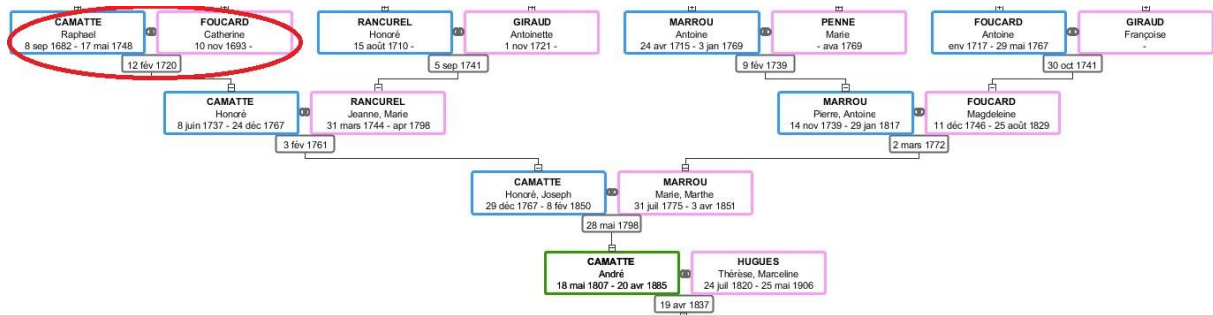 CAMATTE
Raphael
8 sep 1682 - 17 mai 1748
FOUCARD
Catherine
10 nov 1693 -
12 fév 1720
RANCUREL
Honoré
15 août 1710 -
GIRAUD
Antoinette
1 nov 1721 -
5 sep 1741
MARROU
Antoine
24 avr 1715 - 3 jan 1769
PENNE
Marie
- ava 1769
9 fév 1739
FOUCARD
Antoine
env 1717 - 29 mai 1767
GIRAUD
Françoise
-
30 oct 1741
CAMATTE
Honoré
8 juin 1737 - 24 déc 1767
RANCUREL
Jeanne, Marie
31 mars 1744 - apr 1798
3 fév 1761
MARROU
Pierre, Antoine
14 nov 1739 - 29 jan 1817
FOUCARD
Magdeleine
11 déc 1746 - 25 août 1829
2 mars 1772
CAMATTE
Honoré, Joseph
29 déc 1767 - 8 fév 1850
MARROU
Marie, Marthe
31 juil 1775 - 3 avr 1851
28 mai 1798
CAMATTE
André
18 mai 1807 - 20 avr 1885
HUGUES
Thérèse, Marceline
24 juil 1820 - 25 mai 1906
19 avr 1837